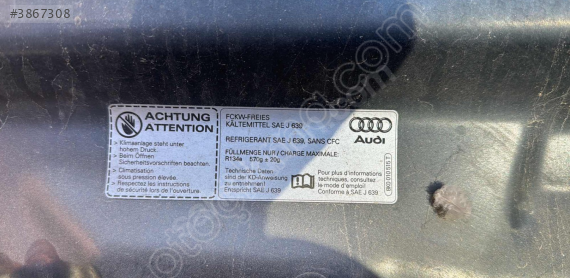 #3867308
ACHTUNG
ATTENTION
> Klimaanlage steht unter
hohem Druck.
> Beim Öffnen
Sicherheitsvorschriften beachten.
> Climatisation
sous pression élevée.
> Respectez les instructions de
sécurité lors de l'ouverture.
FCKW-FREIES
KÄLTEMITTEL SAE J 639
REFRIGERANT SAE J 639, SANS CFC
FÜLLMENGE NUR / CHARGE MAXIMALE:
R134a 570g ± 20g
Technische Daten
sind der KD-Anweisung
zu entnehmen!
Entspricht SAE J 639
Audi
Pour plus d'informations
techniques, consultez
le mode d'emploi!
Conforme à SAE J 639